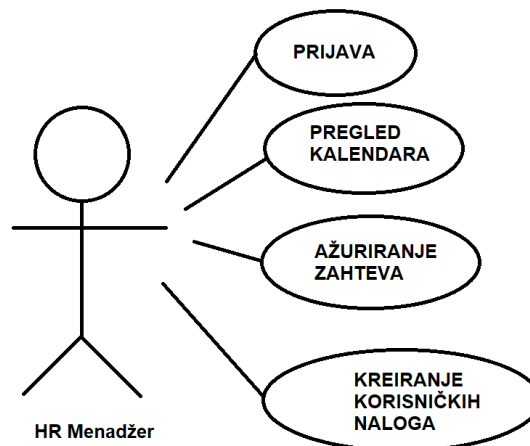 PRIJAVA
PREGLED
KALENDARA
AŽURIRANJE
ZAHTEVA
KREIRANJE
KORISNIČKIH
NALOGA
HR Menadžer